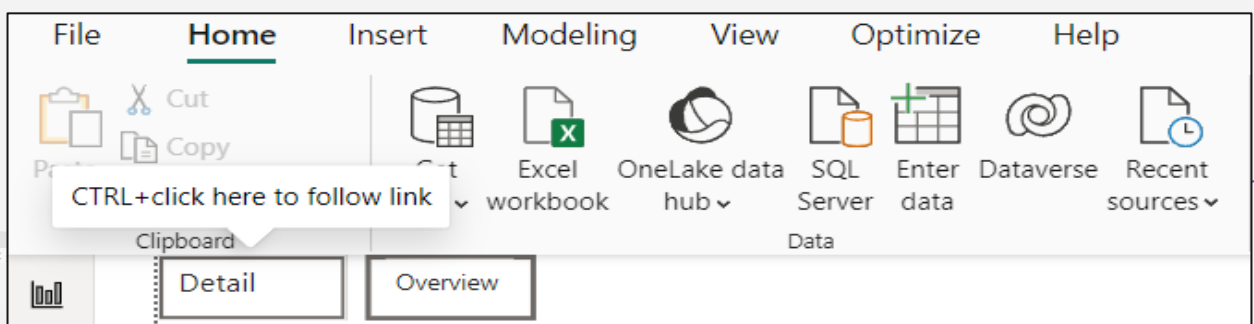 File Home Insert Modeling View Optimize Help
Cut
Copy
Excel workbook
OneLake data hub
SQL Server
Enter data
Dataverse
Recent sources
CTRL+click here to follow link
Clipboard
Data
Detail
Overview